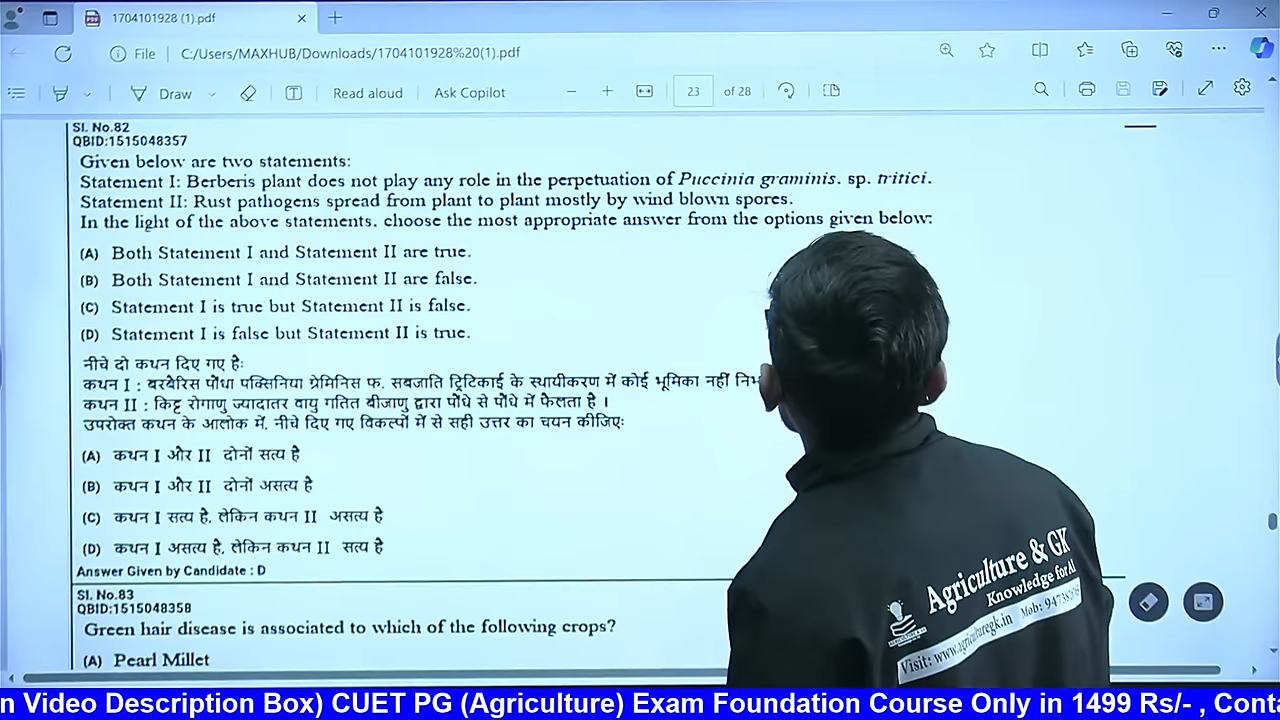 1704101928 (1).pdf
File
C:/Users/MAXHUB/Downloads/1704101928%20(1).pdf
Draw
Read aloud
Ask Copilot
23
of 28
SI. No.82
QBID:1515048357
Given below are two statements:
Statement I: Berberis plant does not play any role in the perpetuation of Puccinia graminis. sp. tritici.
Statement II: Rust pathogens spread from plant to plant mostly by wind blown spores.
In the light of the above statements, choose the most appropriate answer from the options given below:
(A) Both Statement I and Statement II are true.
(B) Both Statement I and Statement II are false.
(C) Statement I is true but Statement II is false.
(D) Statement I is false but Statement II is true.
नीचे दो कथन दिए गए है:
कथन I : बरबैरिस पौधा पक्सिनिया ग्रेमिनिस फ. सबजाति ट्रिटिकाई के स्थायीकरण में कोई भूमिका नहीं
कथन II : किट्ट रोगाणु ज्यादातर वायु गतित बीजाणु द्वारा पौधे से पौधे में फैलता है ।
उपरोक्त कथन के आलोक में, नीचे दिए गए विकल्पों में से सही उत्तर का चयन कीजिए:
(A) कथन I और II दोनों सत्य है
(B) कथन I और II दोनों असत्य है
(C) कथन I सत्य है, लेकिन कथन II असत्य है
(D) कथन I असत्य है, लेकिन कथन II सत्य है
Answer Given by Candidate : D
SI. No.83
QBID:1515048358
Green hair disease is associated to which of the following crops?
(A) Pearl Millet
Agriculture & GK
Knowledge for
Visit: www.agriculturegk.in Mob:
n Video Description Box) CUET PG (Agriculture) Exam Foundation Course Only in 1499 Rs/- ,